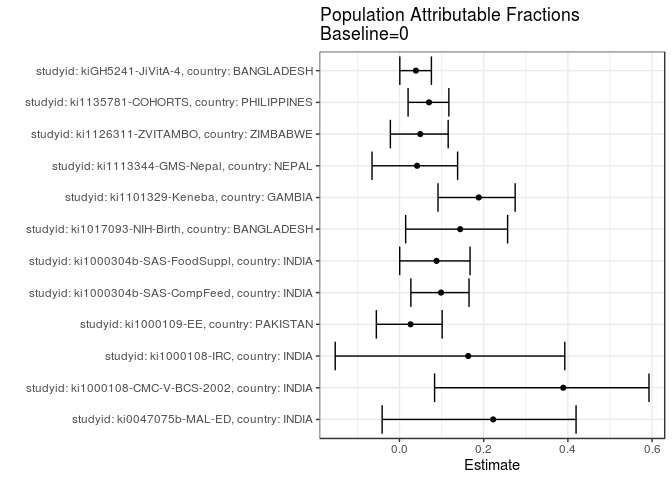 Population Attributable Fractions
Baseline=0
studyid: kiGH5241-JiVitA-4, country: BANGLADESH
studyid: ki1135781-COHORTS, country: PHILIPPINES
studyid: ki1126311-ZVITAMBO, country: ZIMBABWE
studyid: ki1113344-GMS-Nepal, country: NEPAL
studyid: ki1101329-Keneba, country: GAMBIA
studyid: ki1017093-NIH-Birth, country: BANGLADESH
studyid: ki1000304b-SAS-FoodSuppl, country: INDIA
studyid: ki1000304b-SAS-CompFeed, country: INDIA
studyid: ki1000109-EE, country: PAKISTAN
studyid: ki1000108-IRC, country: INDIA
studyid: ki1000108-CMC-V-BCS-2002, country: INDIA
studyid: ki0047075b-MAL-ED, country: INDIA
0.0 0.2 0.4 0.6
Estimate